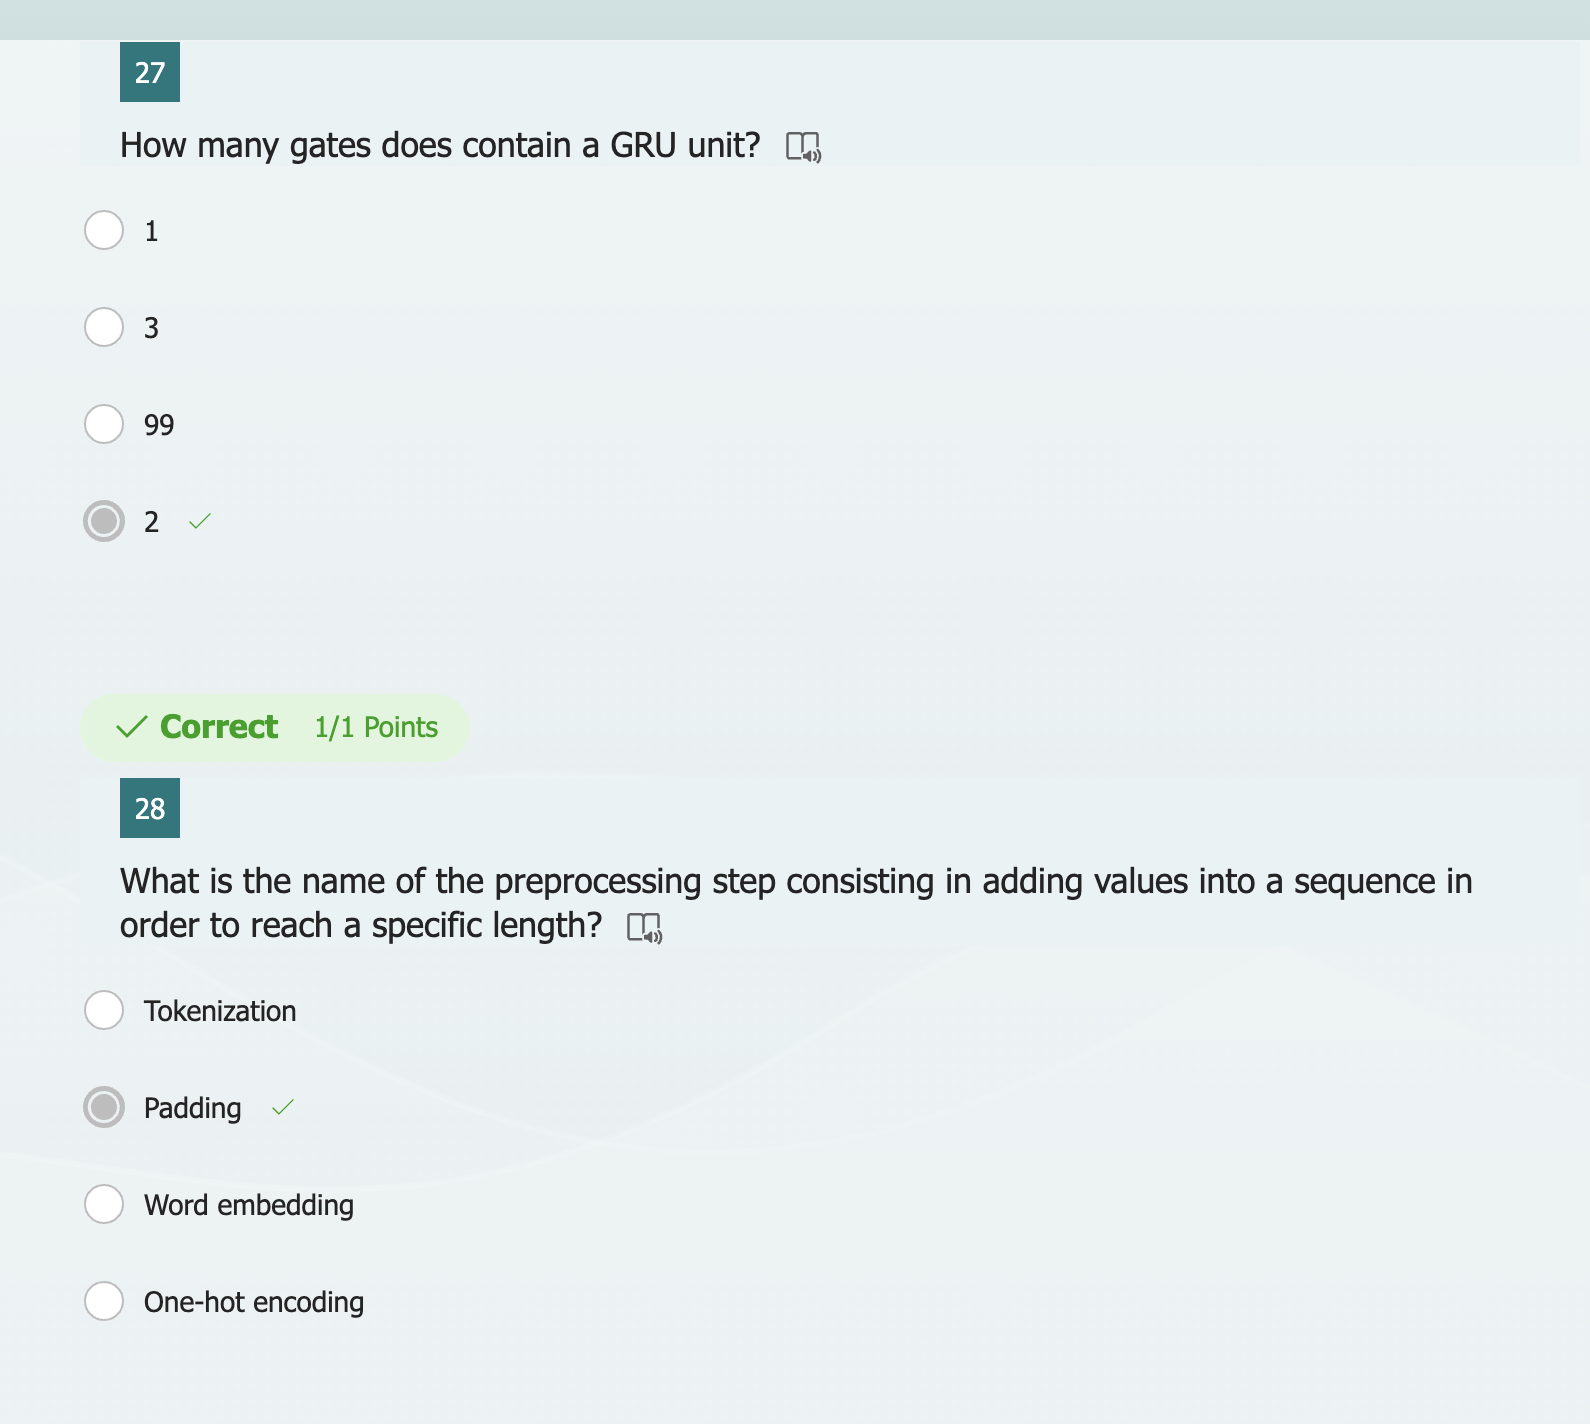 27
How many gates does contain a GRU unit?
1
3
99
2
Correct 1/1 Points
28
What is the name of the preprocessing step consisting in adding values into a sequence in
order to reach a specific length?
Tokenization
Padding
Word embedding
One-hot encoding